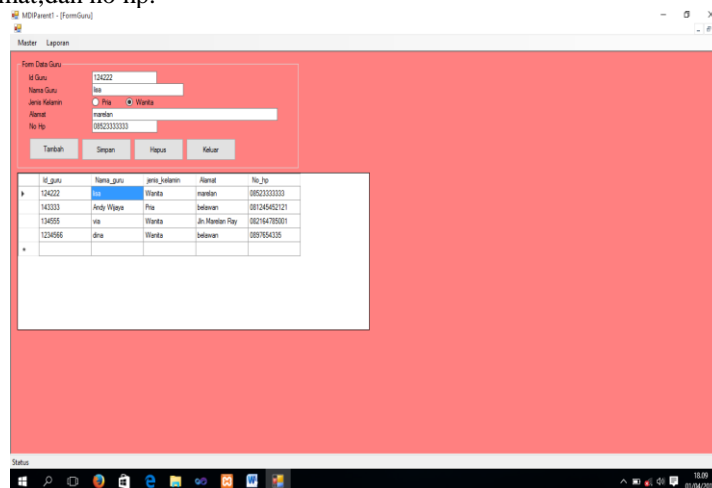 mat,dan no hp.
MDIParent1 - [FormGuru]
Master Laporan
Form Data Guru
Id Guru 124222
Nama Guru lisa
Jenis Kelamin Pria Wanita
Alamat marelan
No Hp 08523333333
Tambah Simpan Hapus Keluar
Id_guru Nama_guru jenis_kelamin Alamat No_hp
124222 lisa Wanita marelan 08523333333
143333 Andy Wijaya Pria belawan 081245452121
134555 via Wanita Jln.Marelan Ray 082164785001
1234566 dina Wanita belawan 0897654335
Status
18.09
01/04/201